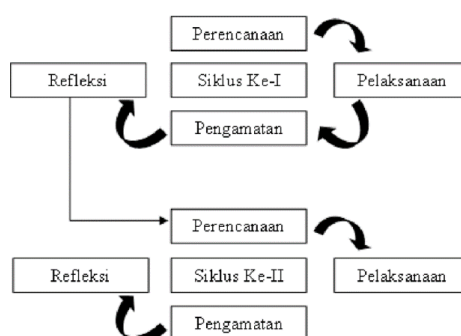 Perencanaan
Refleksi
Siklus Ke-I
Pelaksanaan
Pengamatan
Perencanaan
Refleksi
Siklus Ke-II
Pelaksanaan
Pengamatan